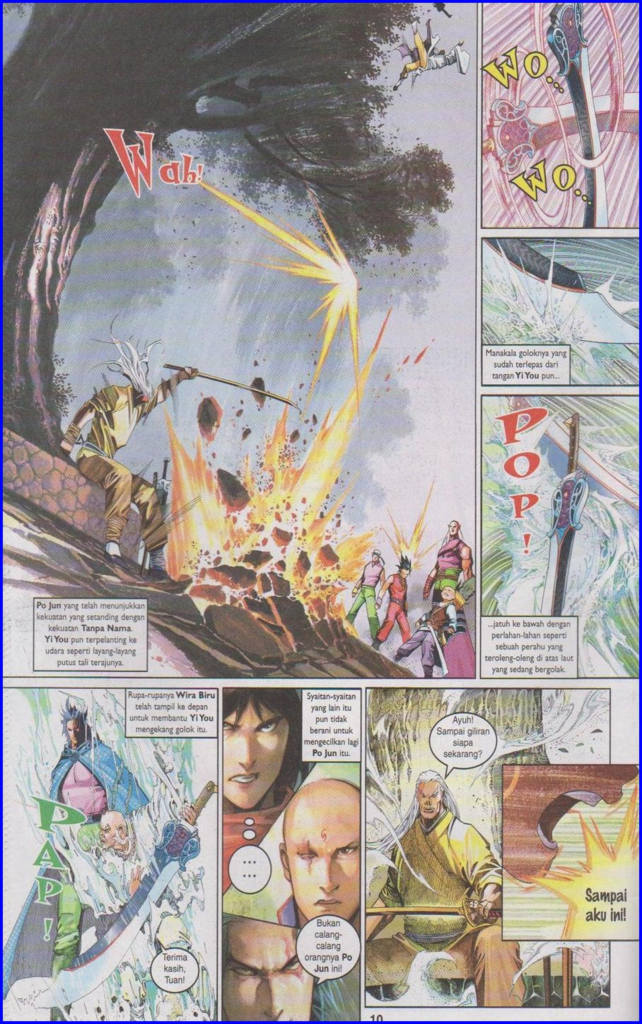 Wah!
Po Jun yang telah menunjukkan
kekuatan yang setanding dengan
kekuatan Tanpa Nama.
Yi You pun terpelanting ke
udara seperti layang-layang
putus tali terajunya.
WO...
WO...
Manakala goloknya yang
sudah terlepas dari
tangan Yi You pun...
POP!
...jatuh ke bawah dengan
perlahan-lahan seperti
sebuah perahu yang
teroleng-oleng di atas laut
yang sedang bergolak.
Rupa-rupanya Wira Biru
telah tampil ke depan
untuk membantu Yi You
mengekang golok itu.
PAP!
Terima
kasih,
Tuan!
Syaitan-syaitan
yang lain itu
pun tidak
berani untuk
mengecilkan lagi
Po Jun itu.
...
Bukan
calang-
calang
orangnya Po
Jun ini!
Ayuh!
Sampai giliran
siapa
sekarang?
Sampai
aku ini!
10